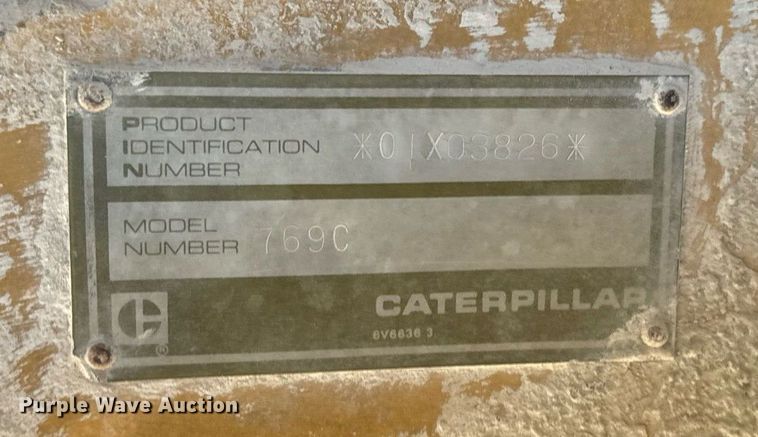 PRODUCT
IDENTIFICATION
NUMBER
*01X03826*
MODEL
NUMBER
769C
C
®
CATERPILLAR
6V6636 3
Purple Wave Auction